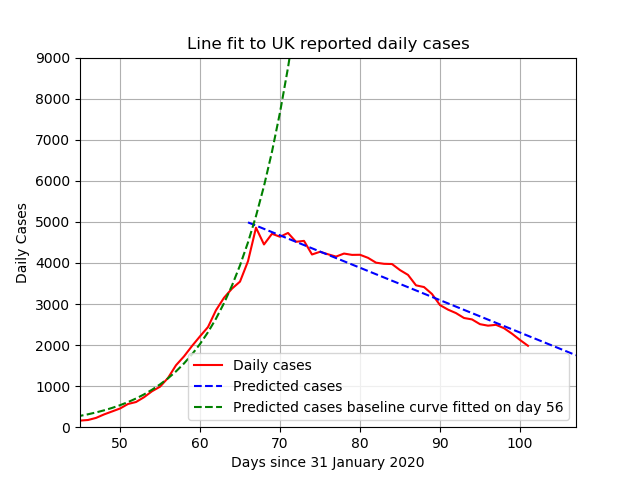 Line fit to UK reported daily cases
Daily Cases
9000
8000
7000
6000
5000
4000
3000
2000
1000
0
Daily cases
Predicted cases
Predicted cases baseline curve fitted on day 56
50 60 70 80 90 100
Days since 31 January 2020